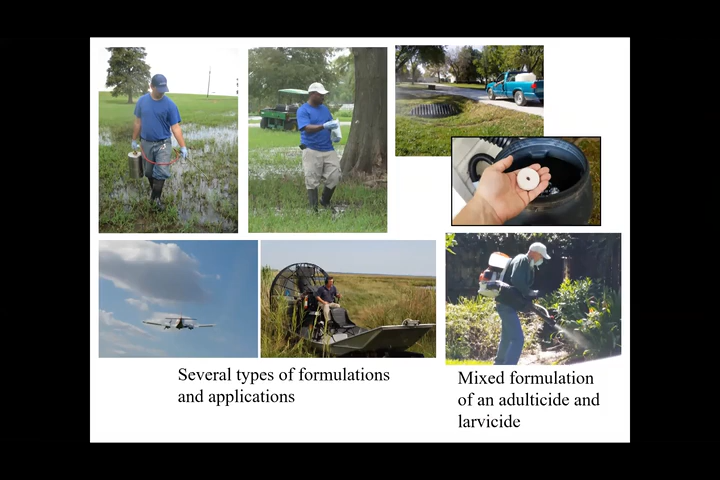 Several types of formulations
and applications
Mixed formulation
of an adulticide and
larvicide